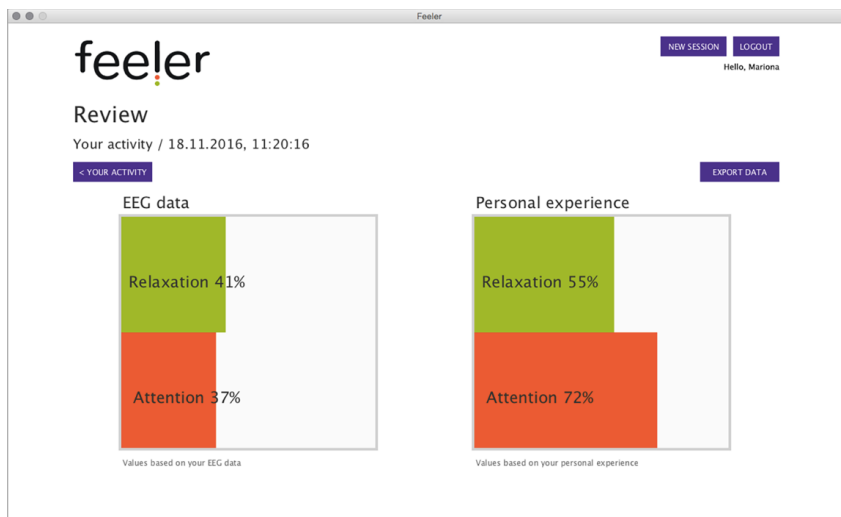 Feeler
feeler
NEW SESSION
LOGOUT
Hello, Mariona
Review
Your activity / 18.11.2016, 11:20:16
< YOUR ACTIVITY
EXPORT DATA
EEG data
Relaxation 41%
Attention 37%
Values based on your EEG data
Personal experience
Relaxation 55%
Attention 72%
Values based on your personal experience